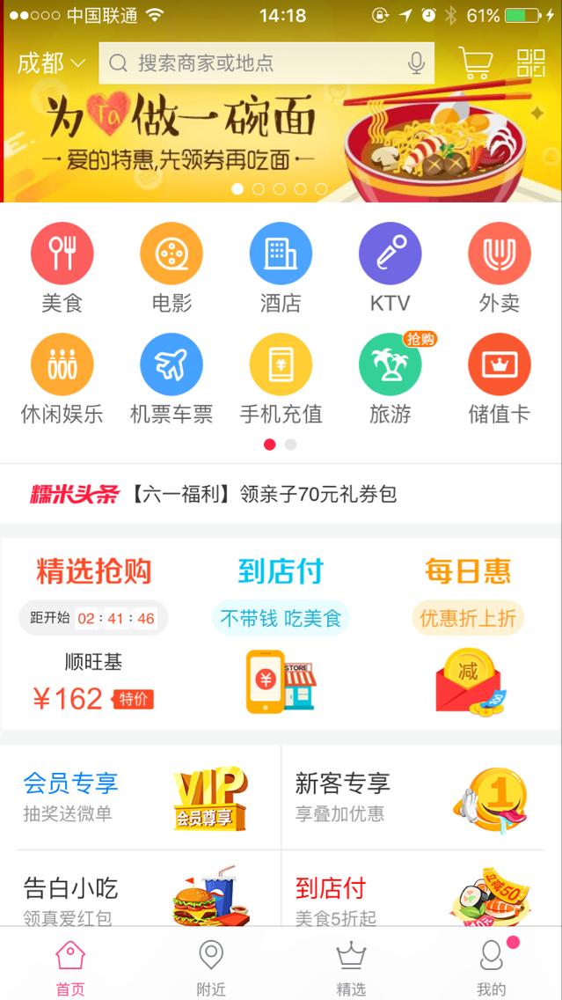 中国联通 14:18 61%
成都 搜索商家或地点
为Ta做一碗面
爱的特惠,先领券再吃面
美食 电影 酒店 KTV 外卖
抢购
休闲娱乐 机票车票 手机充值 旅游 储值卡
糯米头条 【六一福利】领亲子70元礼券包
精选抢购 到店付 每日惠
距开始 02:41:46 不带钱 吃美食 优惠折上折
顺旺基
STORE
¥
减
¥162 特价
会员专享 VIP 新客专享 1
抽奖送微单 会员尊享 享叠加优惠
告白小吃 到店付 立减50
领真爱红包 美食5折起
首页 附近 精选 我的